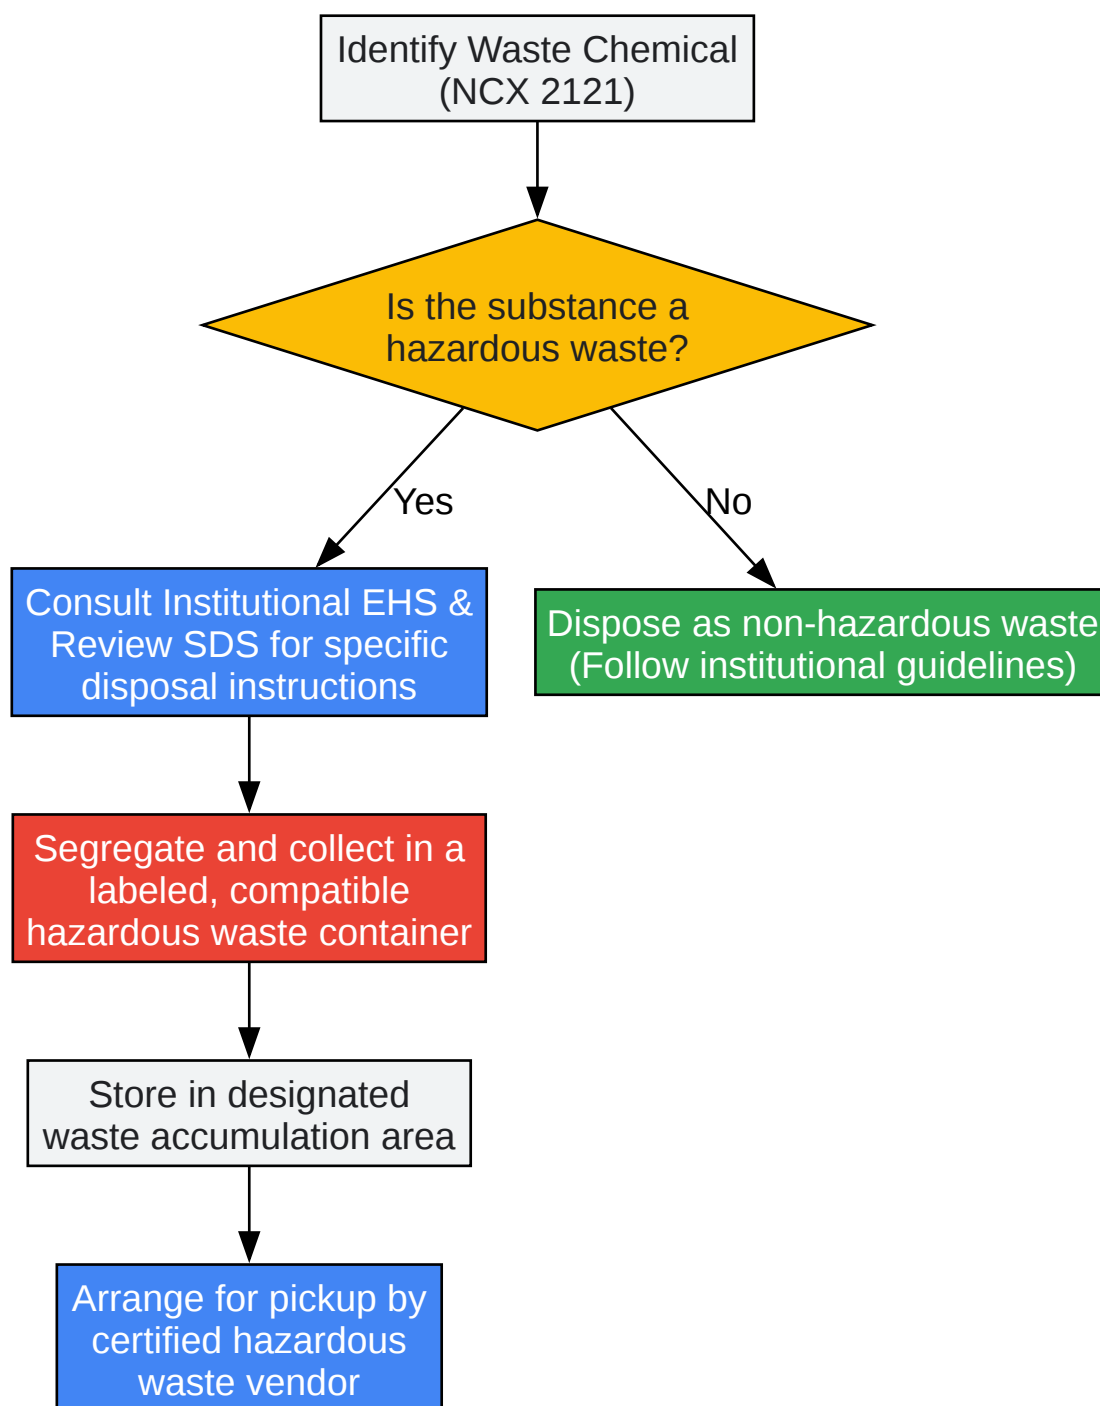 Identify Waste Chemical
(NCX 2121)
Is the substance a
hazardous waste?
Yes
No
Consult Institutional EHS &
Review SDS for specific
disposal instructions
Dispose as non-hazardous waste
(Follow institutional guidelines)
Segregate and collect in a
labeled, compatible
hazardous waste container
Store in designated
waste accumulation area
Arrange for pickup by
certified hazardous
waste vendor